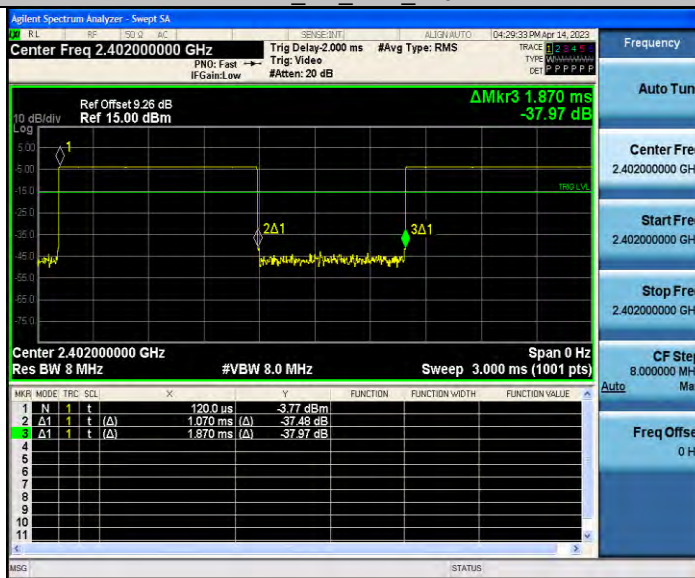 Agilent Spectrum Analyzer - Swept SA
RL RF 50 Ω AC SENSE:INT ALIGN AUTO 04:29:33 PM Apr 14, 2023
Center Freq 2.402000000 GHz
PNO: Fast
IFGain:Low
Trig Delay-2.000 ms
Trig: Video
#Atten: 20 dB
#Avg Type: RMS
TRACE 1 2 3 4 5 6
TYPE W
DET P P P P P P
Ref Offset 9.26 dB
10 dB/div Ref 15.00 dBm
Log
ΔMkr3 1.870 ms
-37.97 dB
5.00
-5.00
-15.0
-25.0
-35.0
-45.0
-55.0
-65.0
-75.0
1
TRIG LVL
2Δ1
3Δ1
Center 2.402000000 GHz Span 0 Hz
Res BW 8 MHz #VBW 8.0 MHz Sweep 3.000 ms (1001 pts)
MKR MODE TRC SCL X Y FUNCTION FUNCTION WIDTH FUNCTION VALUE
1 N 1 t 120.0 us -3.77 dBm
2 Δ1 1 t (Δ) 1.070 ms (Δ) -37.48 dB
3 Δ1 1 t (Δ) 1.870 ms (Δ) -37.97 dB
4
5
6
7
8
9
10
11
MSG STATUS
Frequency
Auto Tun
Center Fre
2.402000000 GH
Start Fre
2.402000000 GH
Stop Fre
2.402000000 GH
CF Step
8.000000 MH
Auto Ma
Freq Offse
0 H